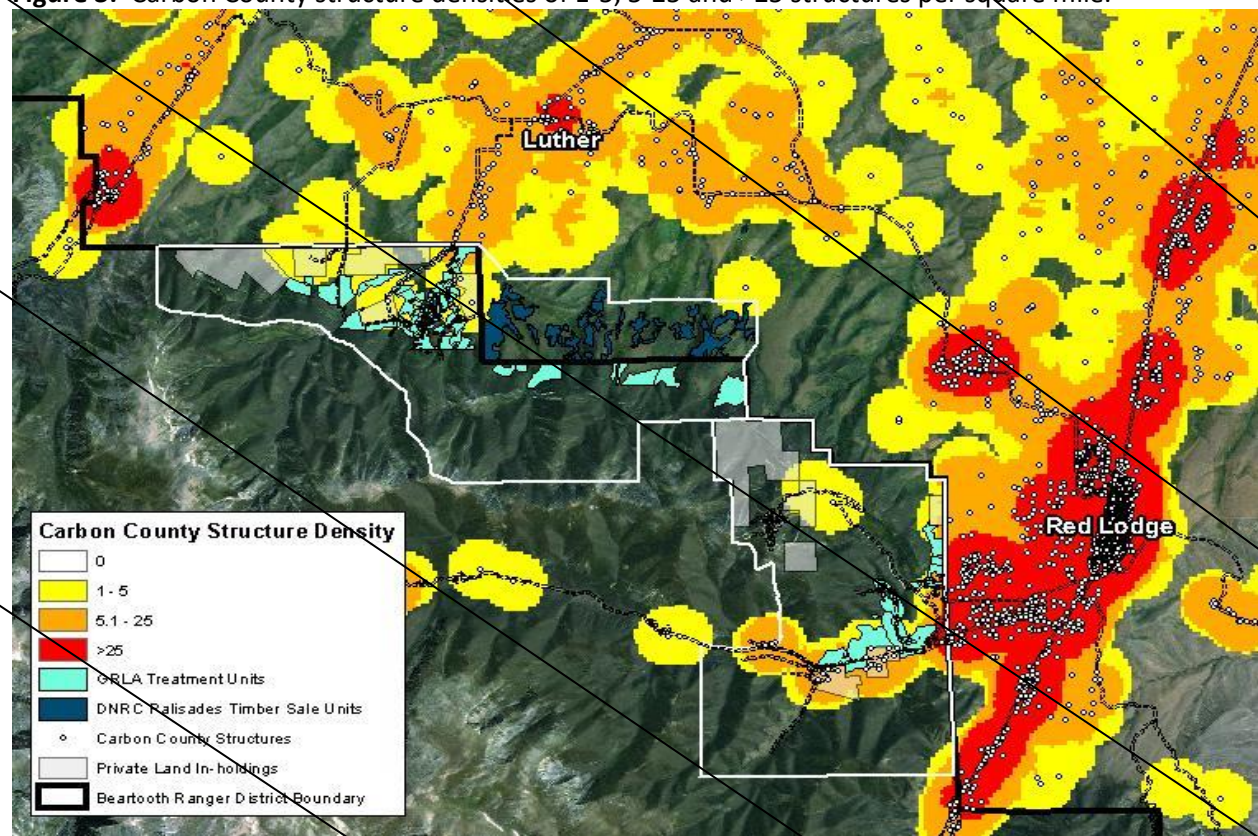 Figure 3. Carbon County structure densities of 1-5, 5-25 and >25 structures per square mile.
Luther
Red Lodge
Carbon County Structure Density
0
1 - 5
5.1 - 25
>25
GRLA Treatment Units
DNRC Palisades Timber Sale Units
Carbon County Structures
Private Land In-holdings
Beartooth Ranger District Boundary